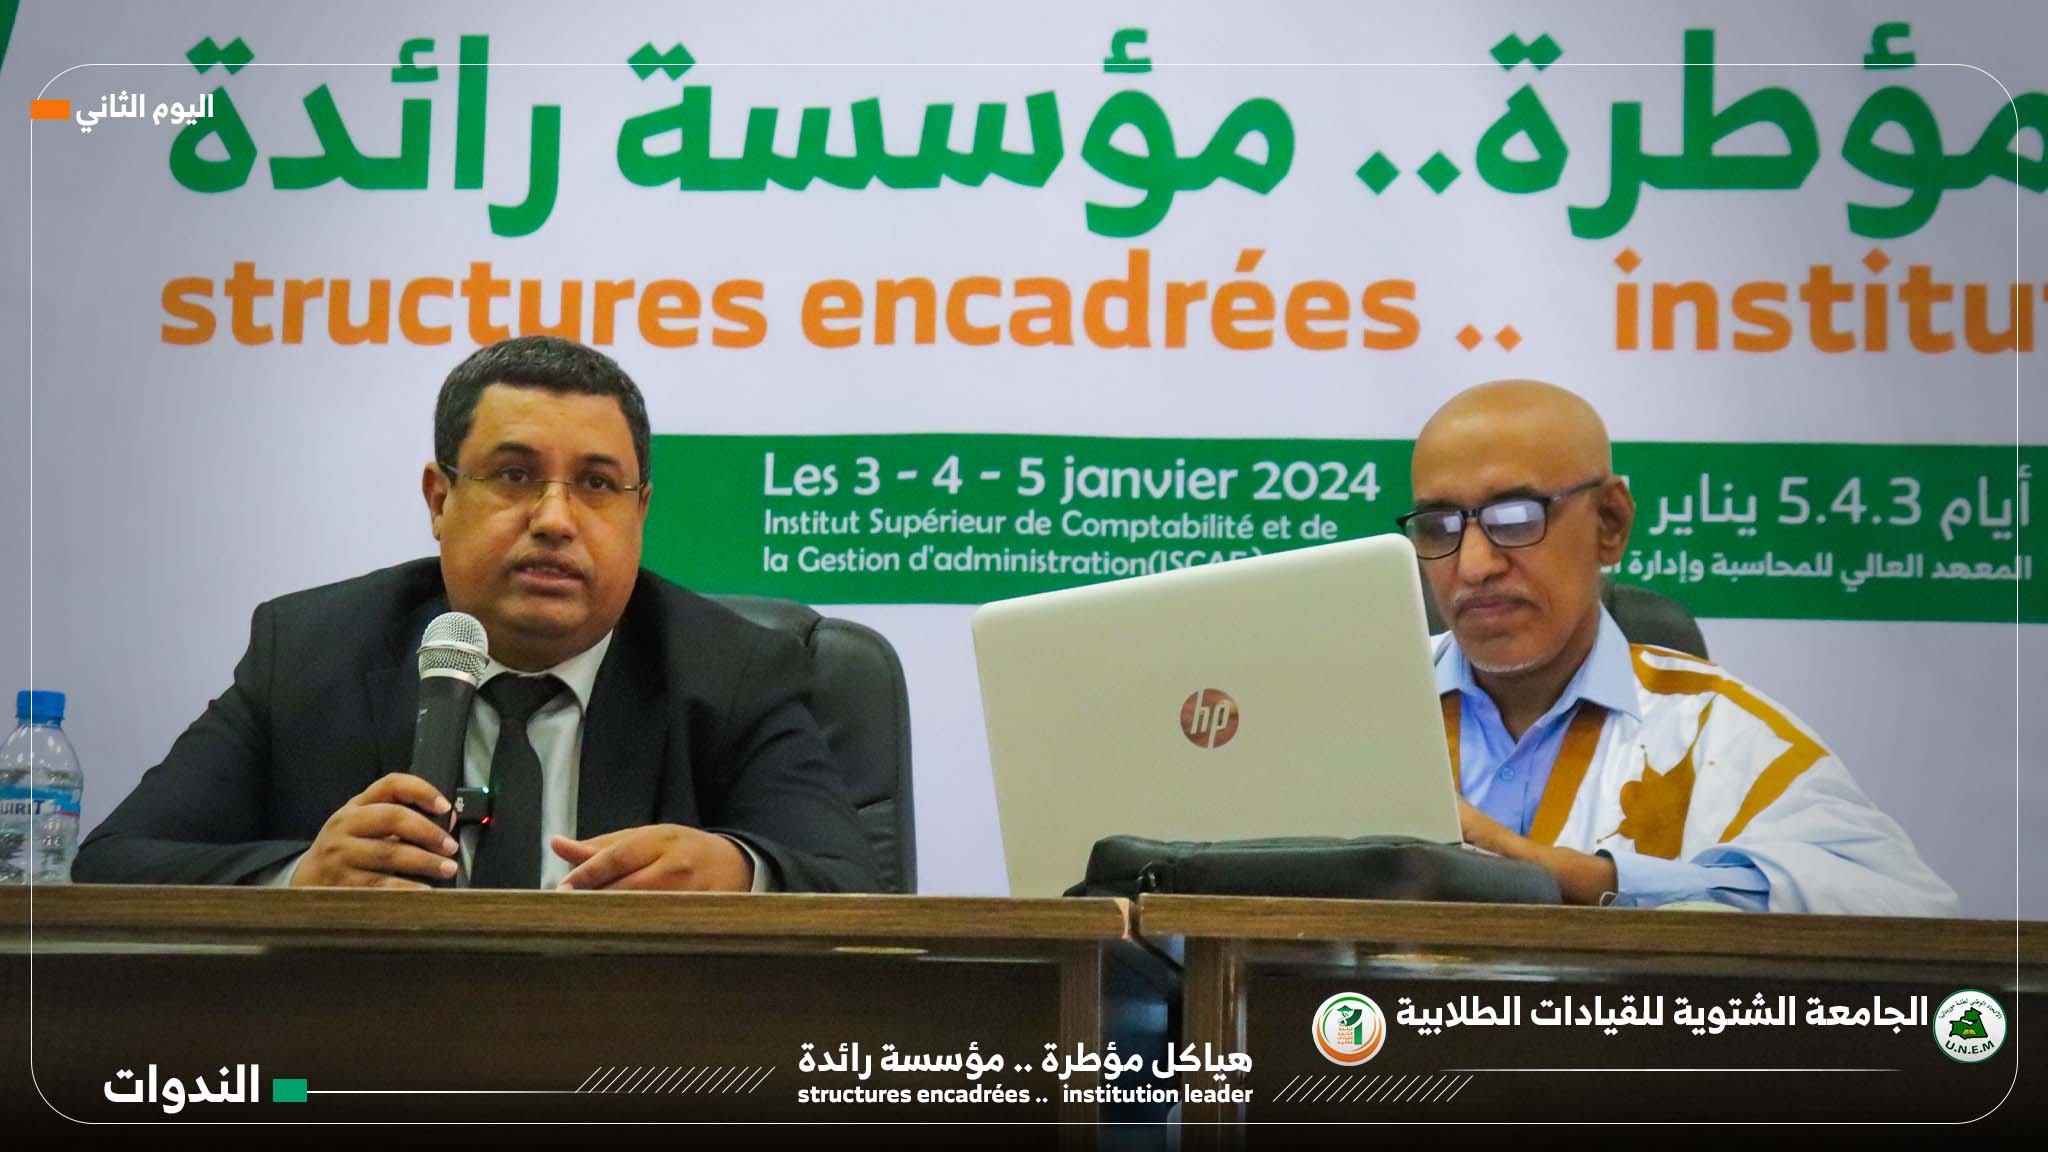 اليوم الثاني
مؤطرة.. مؤسسة رائدة
structures encadrées .. institut
Les 3 - 4 - 5 janvier 2024
Institut Supérieur de Comptabilité et de
la Gestion d'administration(ISCAE)
أيام 5.4.3 يناير
المعهد العالي للمحاسبة وإدارة
hp
الجامعة الشتوية للقيادات الطلابية
U.N.E.M
هياكل مؤطرة .. مؤسسة رائدة
structures encadrées .. institution leader
الندوات